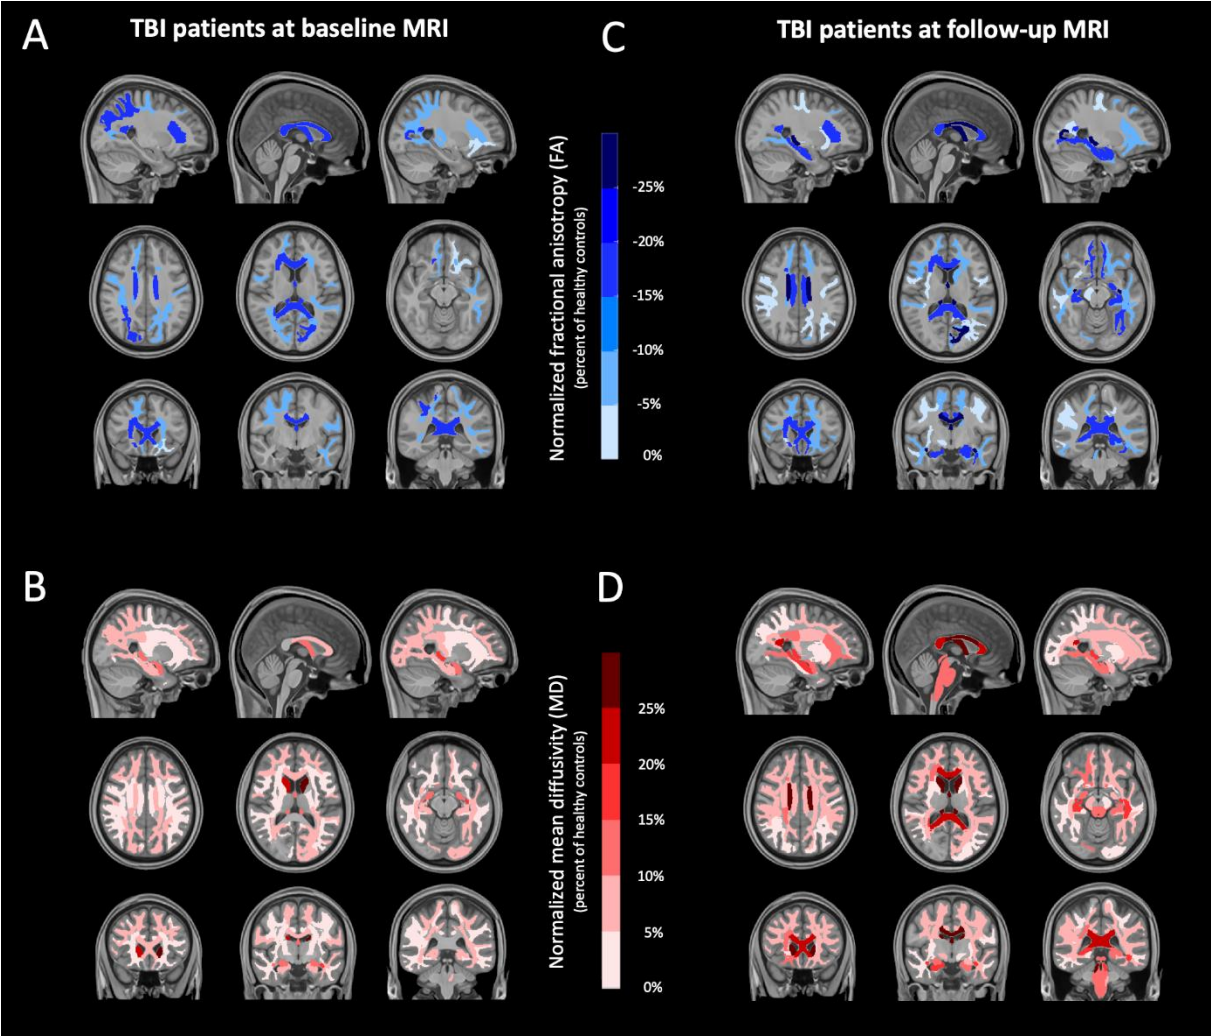 A
TBI patients at baseline MRI
C
TBI patients at follow-up MRI
Normalized fractional anisotropy (FA)
(percent of healthy controls)
-25%
-20%
-15%
-10%
-5%
0%
B
D
Normalized mean diffusivity (MD)
(percent of healthy controls)
25%
20%
15%
10%
5%
0%